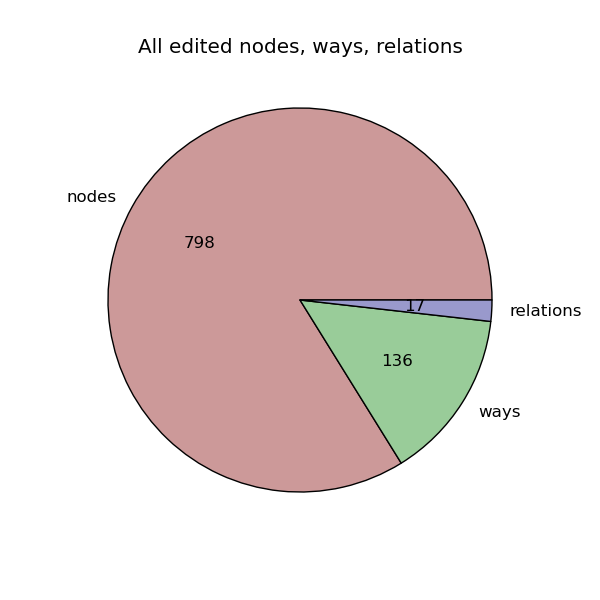 All edited nodes, ways, relations
nodes
798
17
relations
136
ways